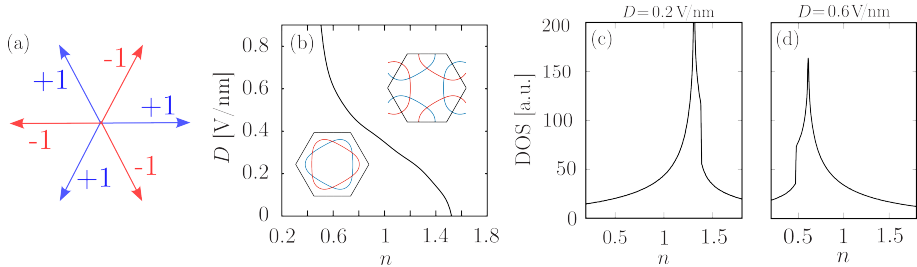 (a)
-1
+1
+1
-1
-1
+1
(b)
D [V/nm]
0.8
0.6
0.4
0.2
0
0.2
0.6
1
1.4
1.8
n
D = 0.2 V/nm
(c)
DOS [a.u.]
200
150
100
50
0
0.5
1
1.5
n
D = 0.6 V/nm
(d)
0.5
1
1.5
n